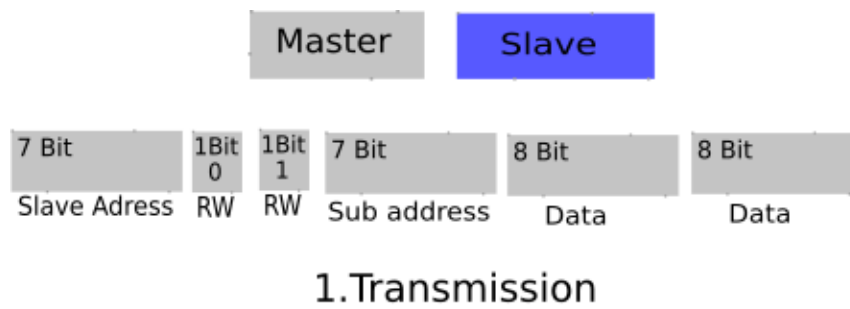 Master Slave
7 Bit 1Bit 1Bit 7 Bit 8 Bit 8 Bit
0 1
Slave Adress RW RW Sub address Data Data
1.Transmission